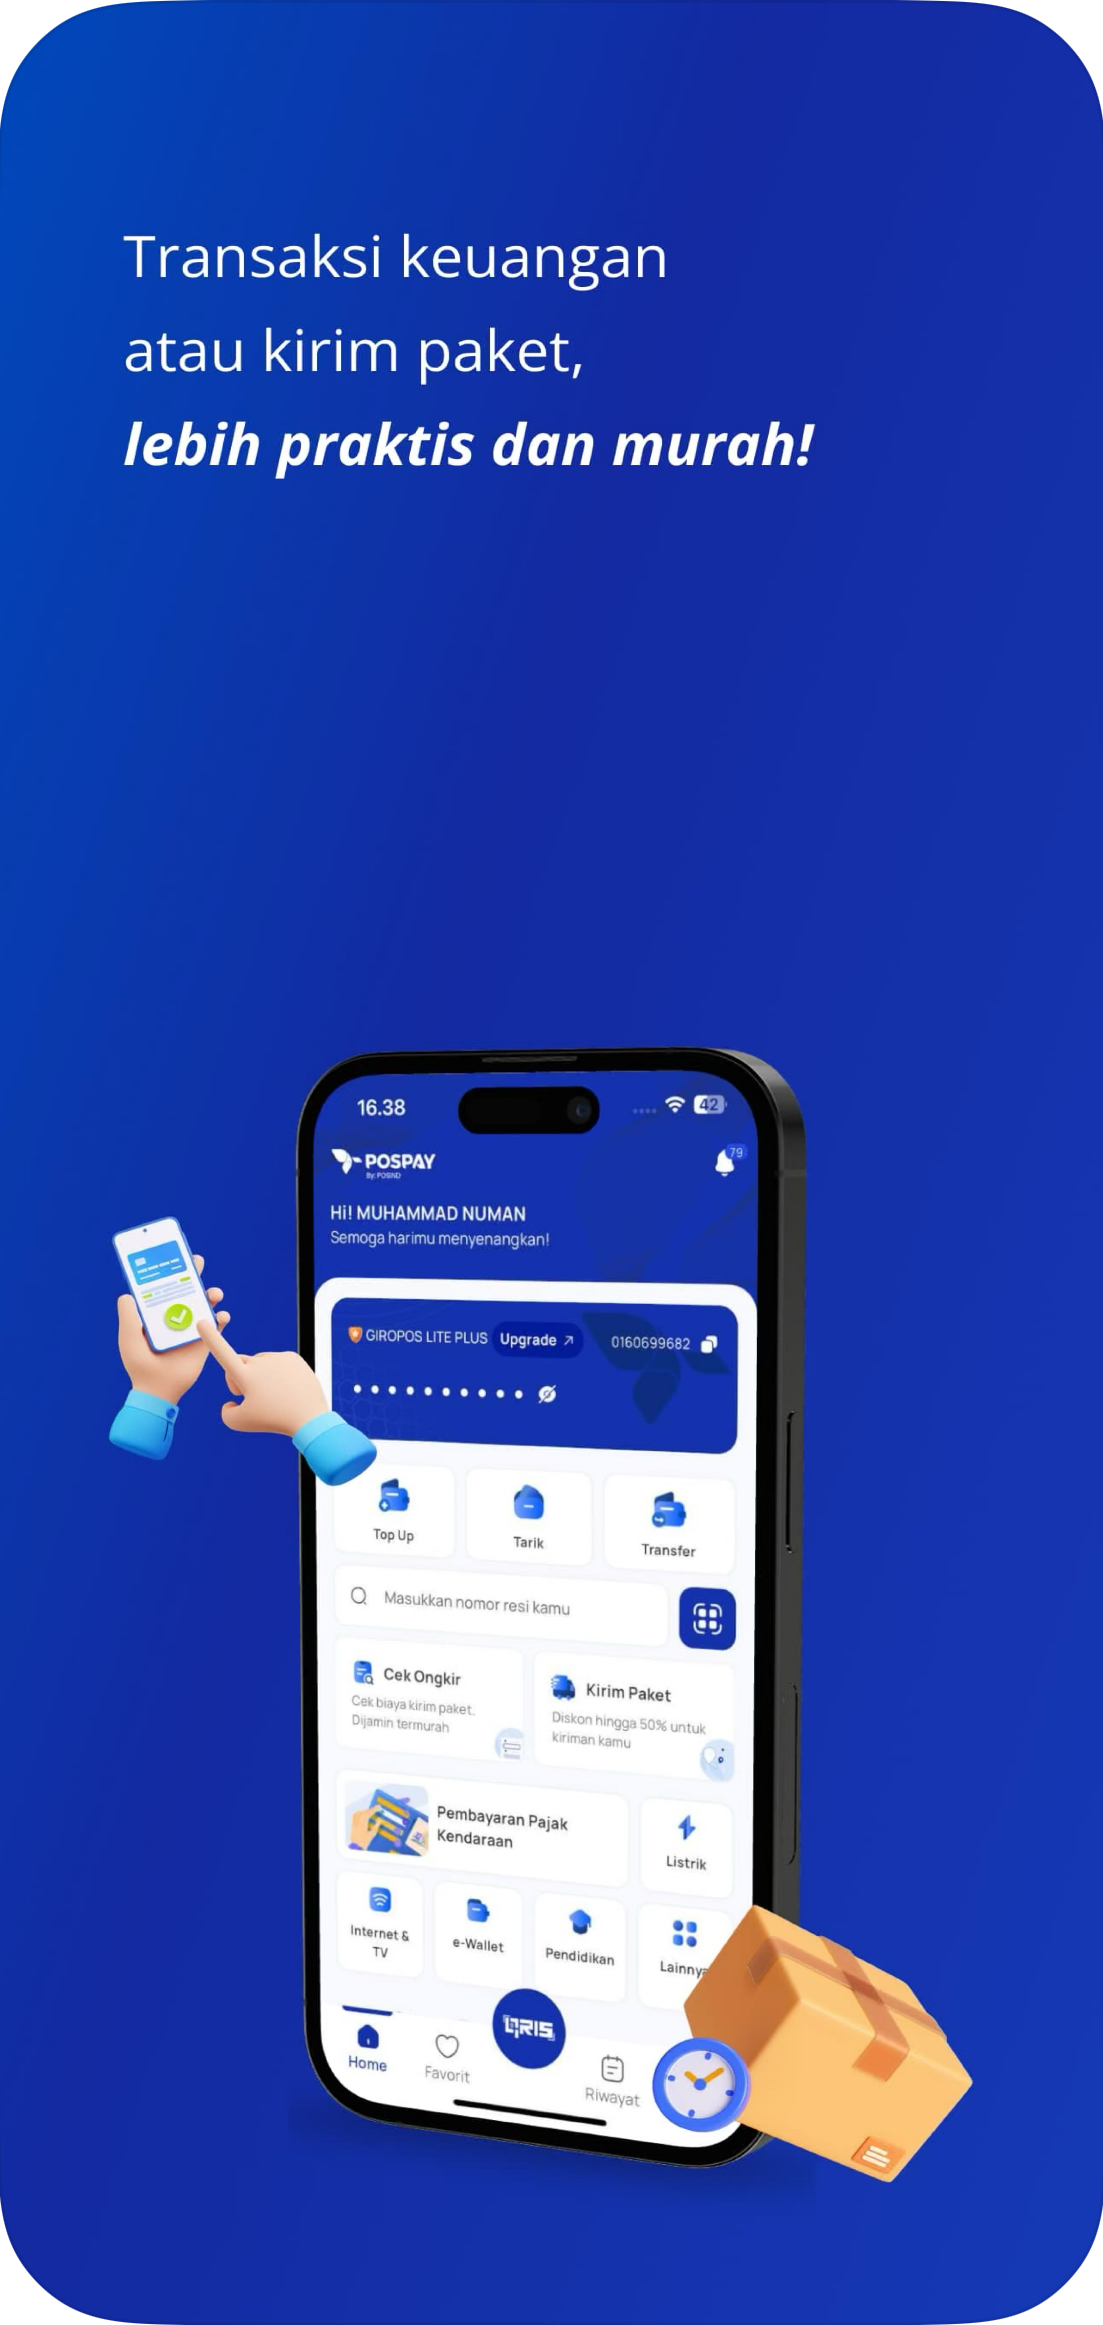 Transaksi keuangan
atau kirim paket,
lebih praktis dan murah!
16.38
42
POSPAY
By: POSIND
79
Hi! MUHAMMAD NUMAN
Semoga harimu menyenangkan!
GIROPOS LITE PLUS Upgrade 0160699682
Top Up
Tarik
Transfer
Masukkan nomor resi kamu
Cek Ongkir
Cek biaya kirim paket.
Dijamin termurah
Kirim Paket
Diskon hingga 50% untuk
kiriman kamu
Pembayaran Pajak
Kendaraan
Listrik
Internet &
TV
e-Wallet
Pendidikan
Lainnya
QRIS
Home
Favorit
Riwayat